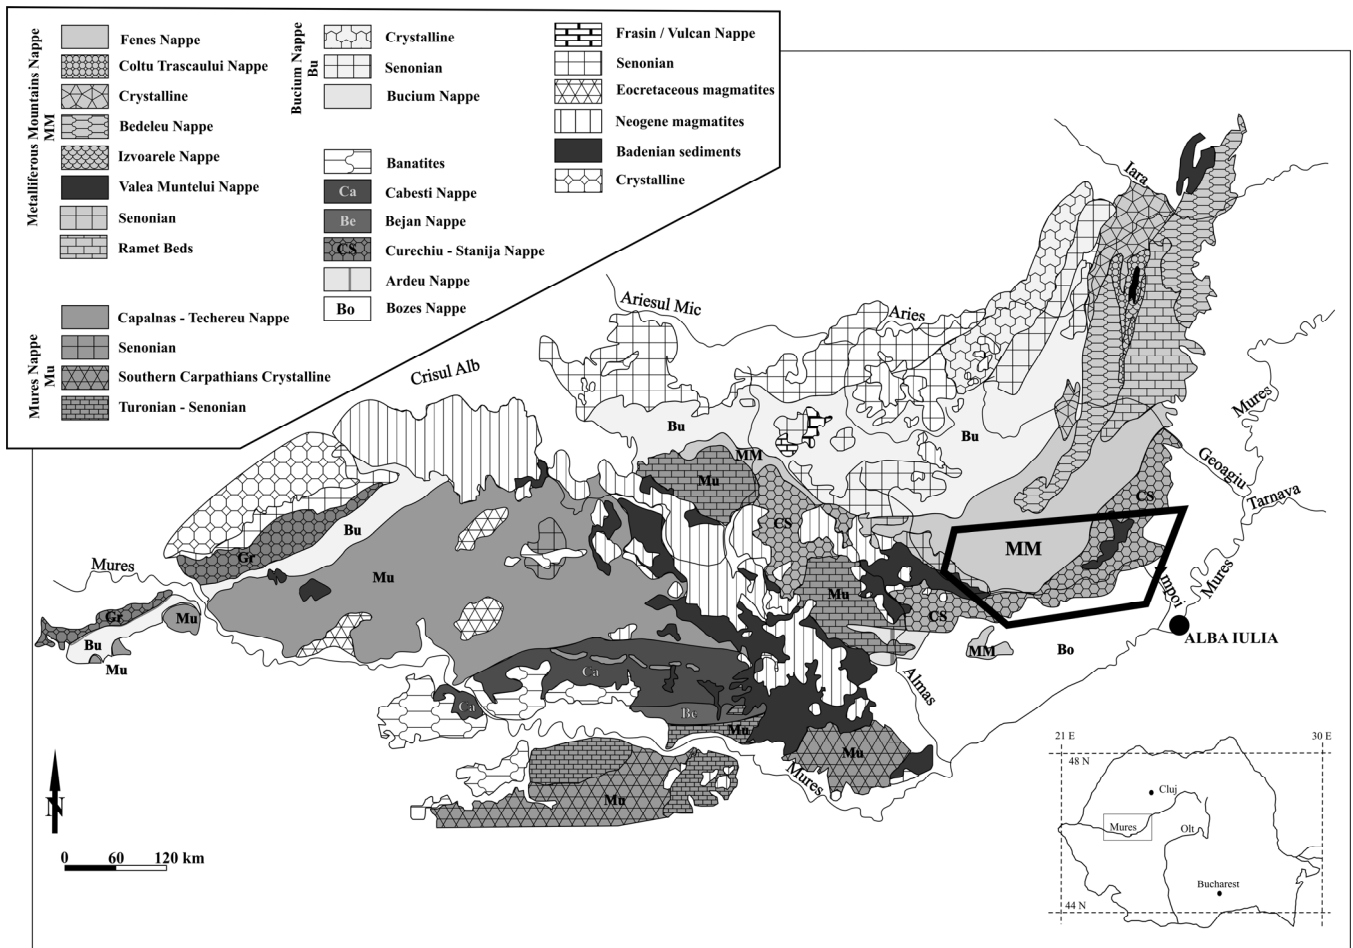 Metalliferous Mountains Nappe
MM
Fenes Nappe
Coltu Trascaului Nappe
Crystalline
Bedeleu Nappe
Izvoarele Nappe
Valea Muntelui Nappe
Senonian
Ramet Beds
Mures Nappe
Mu
Capalnas - Techereu Nappe
Senonian
Southern Carpathians Crystalline
Turonian - Senonian
Bucium Nappe
Bu
Crystalline
Senonian
Bucium Nappe
Banatites
Ca
Cabesti Nappe
Be
Bejan Nappe
CS
Curechiu - Stanija Nappe
Ardeu Nappe
Bo
Bozes Nappe
Frasin / Vulcan Nappe
Senonian
Eocretaceous magmatites
Neogene magmatites
Badenian sediments
Crystalline
Iara
Ariesul Mic
Aries
Crisul Alb
Mures
Bu
Bu
MM
Mu
Geoagiu
Tarnava
CS
CS
Bu
MM
Gr
Mures
Mu
Mu
Ampoi
Mures
Gr
Mu
CS
Bu
ALBA IULIA
Mu
MM
Bo
Ca
Almas
Ca
Be
Mu
Mu
Mures
Mu
N
0 60 120 km
21 E
30 E
48 N
Cluj
Mures
Olt
Bucharest
44 N